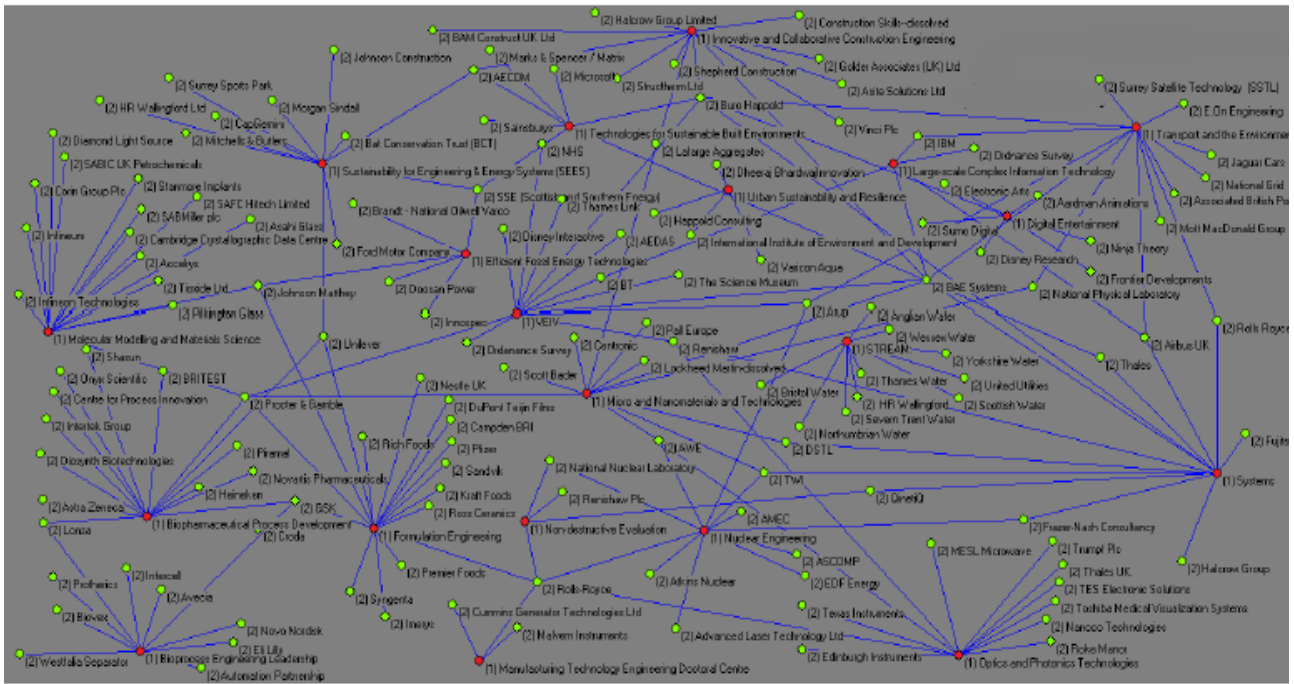 (2) Halcrow Group Limited
(2) Construction Skills-dissolved
(2) BAM Construct UK Ltd
(1) Innovative and Collaborative Construction Engineering
(2) Johnson Construction
(2) Marks & Spencer / Matrix
(2) Golder Associates (UK) Ltd
(2) AECOM
(2) Microsoft
(2) Shepherd Construction
(2) Surrey Sports Park
(2) Structherm Ltd
(2) Arite Solutions Ltd
(2) Surrey Satellite Technology (SSTL)
(2) HR Wallingford Ltd
(2) Morgan Sindall
(2) Buro Happold
(2) E.On Engineering
(2) CapGemini
(2) Sainsburys
(1) Technologies for Sustainable Built Environments
(2) Vinci Plc
(1) Transport and the Environment
(2) Diamond Light Source
(2) Mitchells & Butlers
(2) Bat Conservation Trust (BCT)
(2) NHS
(2) Lafarge Aggregates
(2) IBM
(2) Ordnance Survey
(2) Jaguar Cars
(2) SABIC UK Petrochemicals
(1) Sustainability for Engineering & Energy Systems (SEES)
(2) Dheeraj Bhardwaj Innovation
(1) Large-scale Complex Information Technology
(2) National Grid
(2) Corin Group Plc
(2) Stanmore Implants
(2) SSE (Scottish and Southern Energy)
(1) Urban Sustainability and Resilience
(2) Electronic Arts
(2) Aardman Animations
(2) Associated British Po
(2) SAFC Hitech Limited
(2) Brandt - National Oilwell Varco
(2) Thames Link
(2) Happold Consulting
(1) Digital Entertainment
(2) Mott MacDonald Group
(2) SABMiller plc
(2) Asahi Glass
(2) Sumo Digital
(2) Infineum
(2) Cambridge Crystallographic Data Centre
(2) Ford Motor Company
(2) Disney Interactive
(2) AEDAS
(2) International Institute of Environment and Development
(2) Ninja Theory
(2) Accelrys
(1) Efficient Fossil Energy Technologies
(2) Varicon Aqua
(2) Disney Research
(2) Frontier Developments
(2) Tioxide Ltd
(2) Johnson Matthey
(2) Doosan Power
(2) BT
(2) The Science Museum
(2) BAE Systems
(2) National Physical Laboratory
(2) Infinson Technologies
(2) Pilkington Glass
(2) Innospec
(1) VEIV
(2) Arup
(2) Anglian Water
(2) Rolls Royce
(1) Molecular Modelling and Materials Science
(2) Unilever
(2) Ordanance Survey
(2) Centronic
(2) Pall Europe
(2) Renishaw
(1) STREAM
(2) Wessex Water
(2) Airbus UK
(2) Shasun
(2) BRITEST
(2) Scott Bader
(2) Lockheed Martin-dissolved
(2) Yorkshire Water
(2) Thales
(2) Onyx Scientific
(2) Nestle UK
(2) Thames Water
(2) United Utilities
(2) Centre for Process Innovation
(2) Procter & Gamble
(2) DuPont Teijin Films
(1) Micro and Nanomaterials and Technologies
(2) Bristol Water
(2) HR Wallingford
(2) Scottish Water
(2) Intertek Group
(2) Campden BRI
(2) Severn Trent Water
(2) Rich Foods
(2) Pfizer
(2) AWE
(2) Northumbrian Water
(2) DSTL
(2) Fujits
(2) Piramal
(2) Sandvik
(2) National Nuclear Laboratory
(2) TWI
(1) Systems
(2) Novartis Pharmaceuticals
(2) Kraft Foods
(2) Renishaw Plc
(2) QinetiQ
(2) Astra Zeneca
(2) Heineken
(2) GSK
(2) Ross Ceramics
(2) AMEC
(2) Frazer-Nash Consultancy
(2) Lonza
(1) Biopharmaceutical Process Development
(2) Croda
(1) Formulation Engineering
(1) Non-destructive Evaluation
(1) Nuclear Engineering
(2) MESL Microwave
(2) Trumpf Plc
(2) ASCOMP
(2) Thales UK
(2) Protherics
(2) Intercell
(2) Premier Foods
(2) Rolls-Royce
(2) Atkins Nuclear
(2) EDF Energy
(2) TES Electronic Solutions
(2) Halcrow Group
(2) Avecia
(2) Syngenta
(2) Cummins Generator Technologies Ltd
(2) Texas Instruments
(2) Toshiba Medical Visualization Systems
(2) Biovex
(2) Imerys
(2) Malvern Instruments
(2) Advanced Laser Technology Ltd
(2) Nanoco Technologies
(2) Novo Nordisk
(2) Eli Lilly
(2) Roke Manor
(2) Westfalia Separator
(1) Bioprocess Engineering Leadership
(1) Manufacturing Technology Engineering Doctoral Centre
(2) Edinburgh Instruments
(1) Optics and Photonics Technologies
(2) Automation Partnership